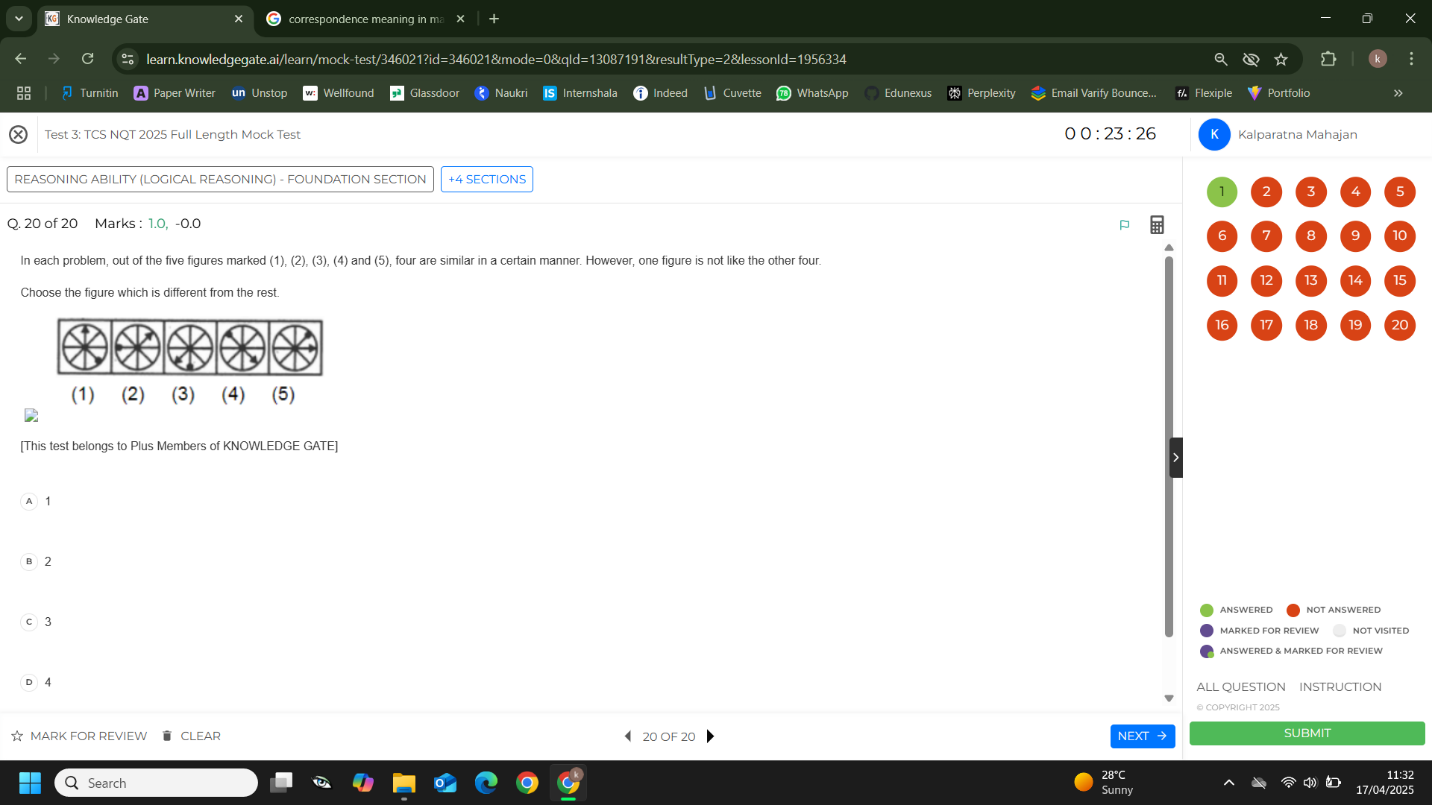 Knowledge Gate
correspondence meaning in ma
learn.knowledgegate.ai/learn/mock-test/346021?id=346021&mode=0&qId=13087191&resultType=2&lessonId=1956334
k
Turnitin
A Paper Writer
un Unstop
w: Wellfound
Glassdoor
Naukri
IS Internshala
Indeed
Cuvette
Whatsapp
Edunexus
Perplexity
Email Varify Bounce...
Flexiple
Portfolio
Test 3: TCS NQT 2025 Full Length Mock Test
0 0 : 23 : 26
K Kalparatna Mahajan
REASONING ABILITY (LOGICAL REASONING) - FOUNDATION SECTION
+4 SECTIONS
Q. 20 of 20 Marks : 1.0, -0.0
In each problem, out of the five figures marked (1), (2), (3), (4) and (5), four are similar in a certain manner. However, one figure is not like the other four.
Choose the figure which is different from the rest.
(1) (2) (3) (4) (5)
[This test belongs to Plus Members of KNOWLEDGE GATE]
A 1
B 2
C 3
D 4
MARK FOR REVIEW
CLEAR
20 OF 20
NEXT
1 2 3 4 5
6 7 8 9 10
11 12 13 14 15
16 17 18 19 20
ANSWERED NOT ANSWERED
MARKED FOR REVIEW NOT VISITED
ANSWERED & MARKED FOR REVIEW
ALL QUESTION INSTRUCTION
© COPYRIGHT 2025
SUBMIT
Search
28°C
Sunny
11:32
17/04/2025